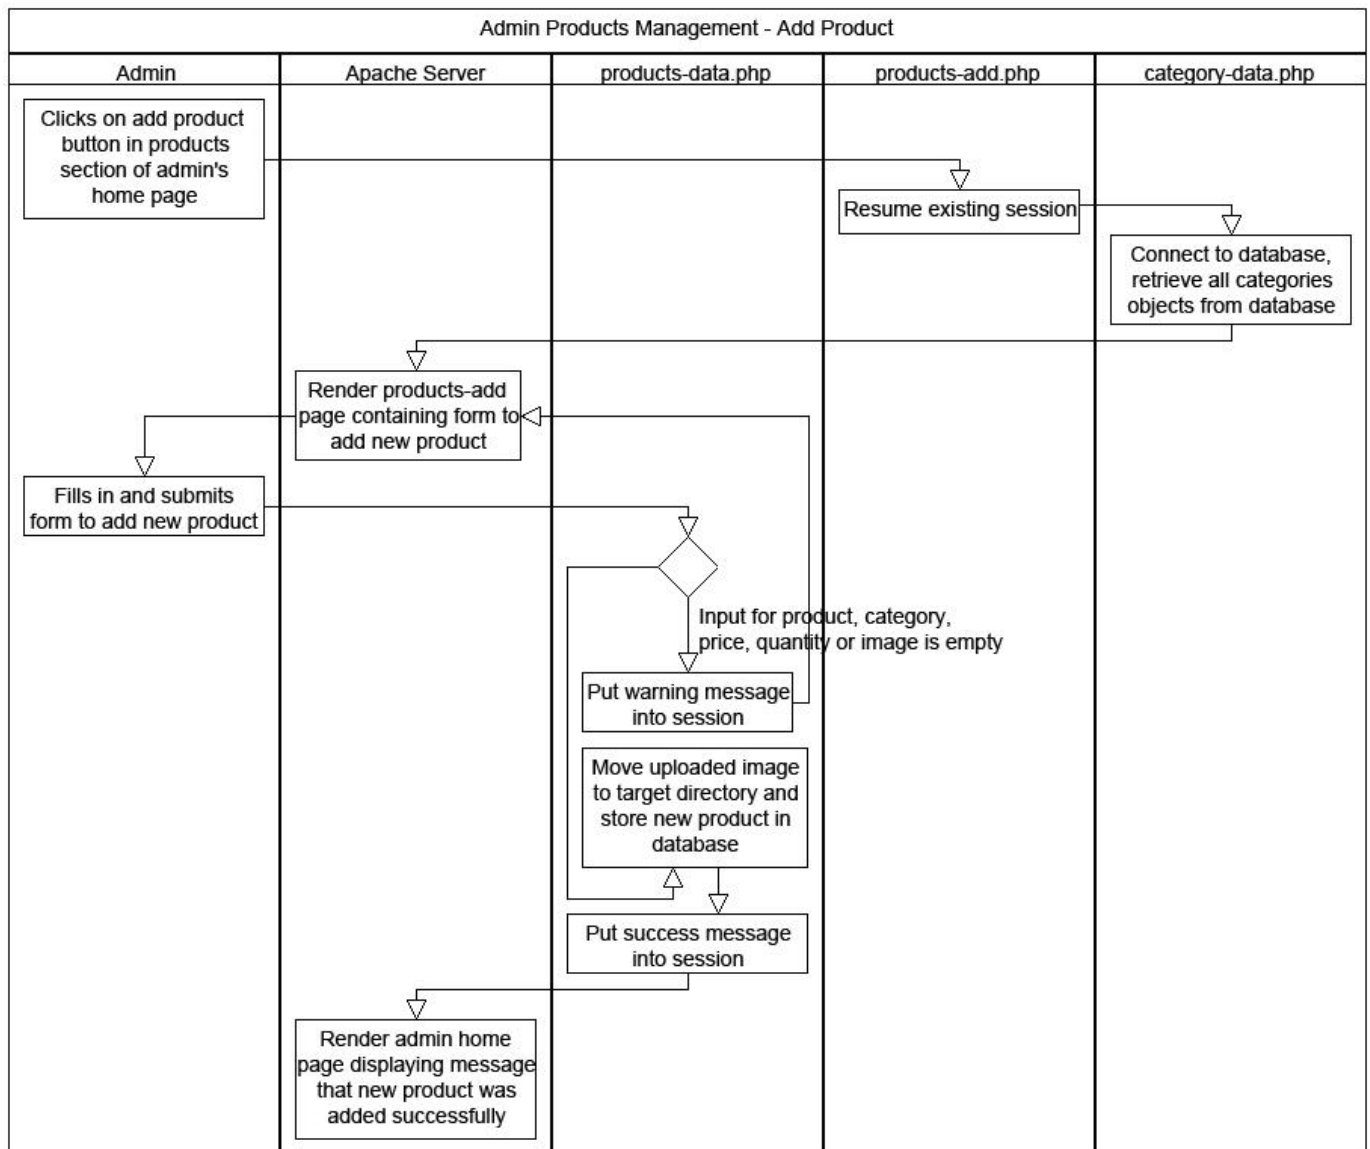 Admin Products Management - Add Product
Admin
Apache Server
products-data.php
products-add.php
category-data.php
Clicks on add product
button in products
section of admin's
home page
Resume existing session
Connect to database,
retrieve all categories
objects from database
Render products-add
page containing form to
add new product
Fills in and submits
form to add new product
Input for product, category,
price, quantity or image is empty
Put warning message
into session
Move uploaded image
to target directory and
store new product in
database
Put success message
into session
Render admin home
page displaying message
that new product was
added successfully